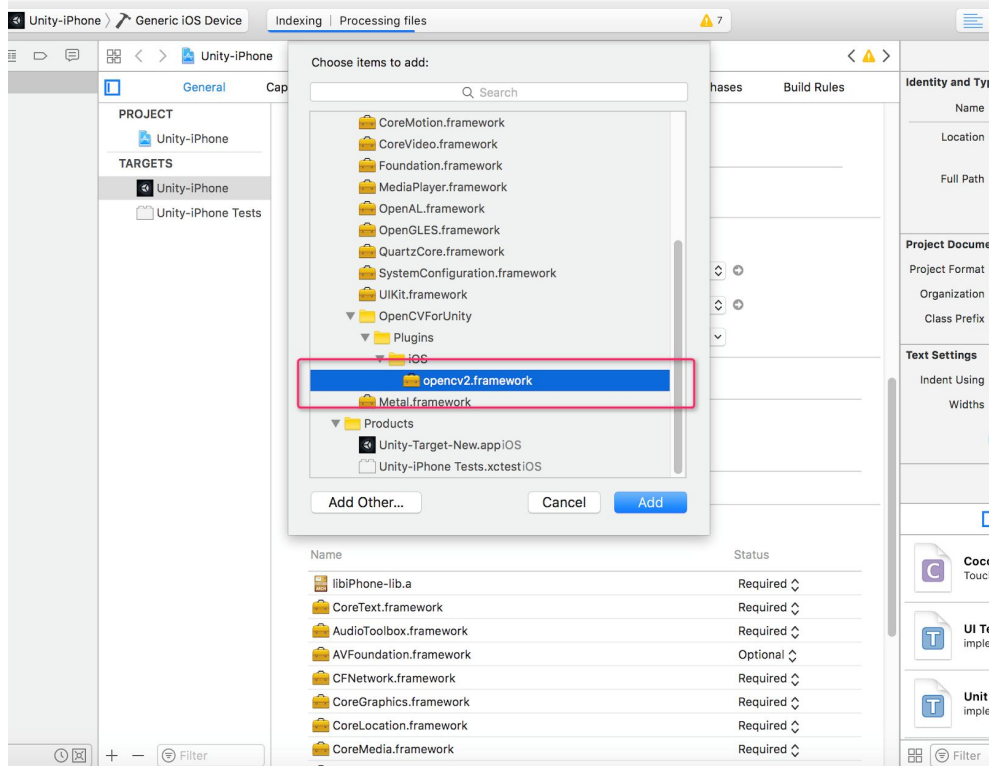 Unity-iPhone Generic iOS Device Indexing | Processing files 7
Unity-iPhone
General Cap hases Build Rules
PROJECT
Unity-iPhone
TARGETS
Unity-iPhone
Unity-iPhone Tests
Choose items to add:
Search
CoreMotion.framework
CoreVideo.framework
Foundation.framework
MediaPlayer.framework
OpenAL.framework
OpenGLES.framework
QuartzCore.framework
SystemConfiguration.framework
UIKit.framework
OpenCVForUnity
Plugins
iOS
opencv2.framework
Metal.framework
Products
Unity-Target-New.app iOS
Unity-iPhone Tests.xctest iOS
Add Other... Cancel Add
Name Status
libiPhone-lib.a Required
CoreText.framework Required
AudioToolbox.framework Required
AVFoundation.framework Optional
CFNetwork.framework Required
CoreGraphics.framework Required
CoreLocation.framework Required
CoreMedia.framework Required
+ − Filter
Identity and Typ
Name
Location
Full Path
Project Docume
Project Format
Organization
Class Prefix
Text Settings
Indent Using
Widths
C Coco
Touc
T UI Te
imple
T Unit
imple
Filter